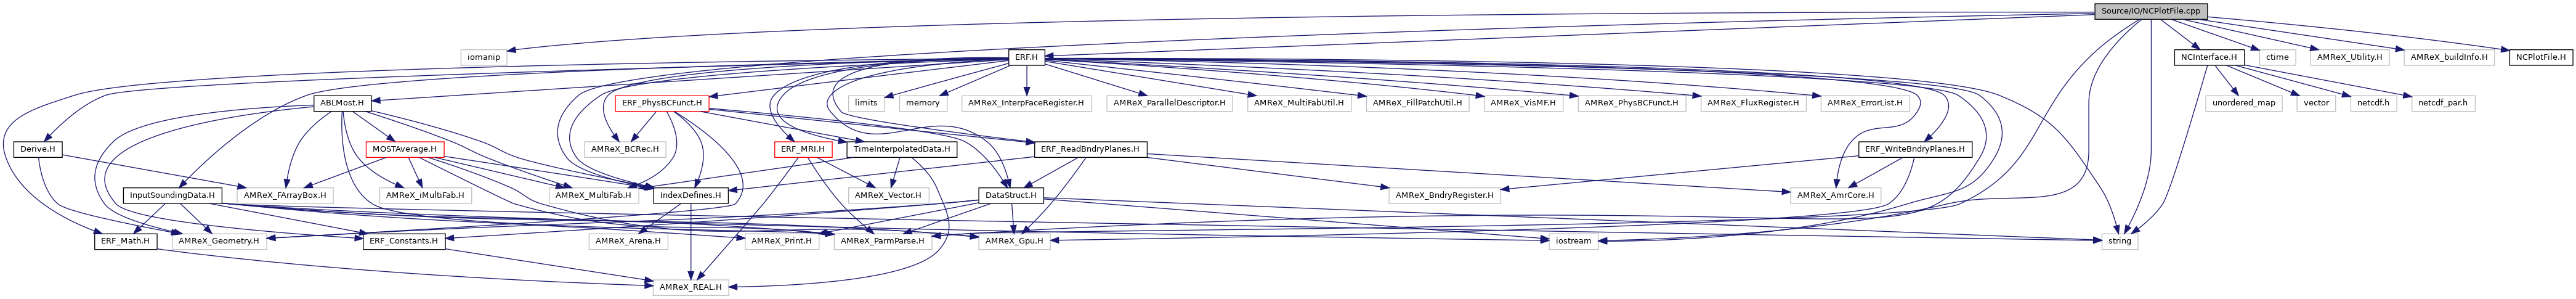 Source/IO/NCPlotFile.cpp
iomanip
ERF.H
NCInterface.H
ctime
AMReX_Utility.H
AMReX_buildInfo.H
NCPlotFile.H
ABLMost.H
ERF_PhysBCFunct.H
limits
memory
AMReX_InterpFaceRegister.H
AMReX_ParallelDescriptor.H
AMReX_MultiFabUtil.H
AMReX_FillPatchUtil.H
AMReX_VisMF.H
AMReX_PhysBCFunct.H
AMReX_FluxRegister.H
AMReX_ErrorList.H
unordered_map
vector
netcdf.h
netcdf_par.h
Derive.H
MOSTAverage.H
AMReX_BCRec.H
ERF_MRI.H
TimeInterpolatedData.H
ERF_ReadBndryPlanes.H
ERF_WriteBndryPlanes.H
InputSoundingData.H
AMReX_FArrayBox.H
AMReX_iMultiFab.H
AMReX_MultiFab.H
IndexDefines.H
AMReX_Vector.H
DataStruct.H
AMReX_BndryRegister.H
AMReX_AmrCore.H
ERF_Math.H
AMReX_Geometry.H
ERF_Constants.H
AMReX_Arena.H
AMReX_Print.H
AMReX_ParmParse.H
AMReX_Gpu.H
iostream
string
AMReX_REAL.H